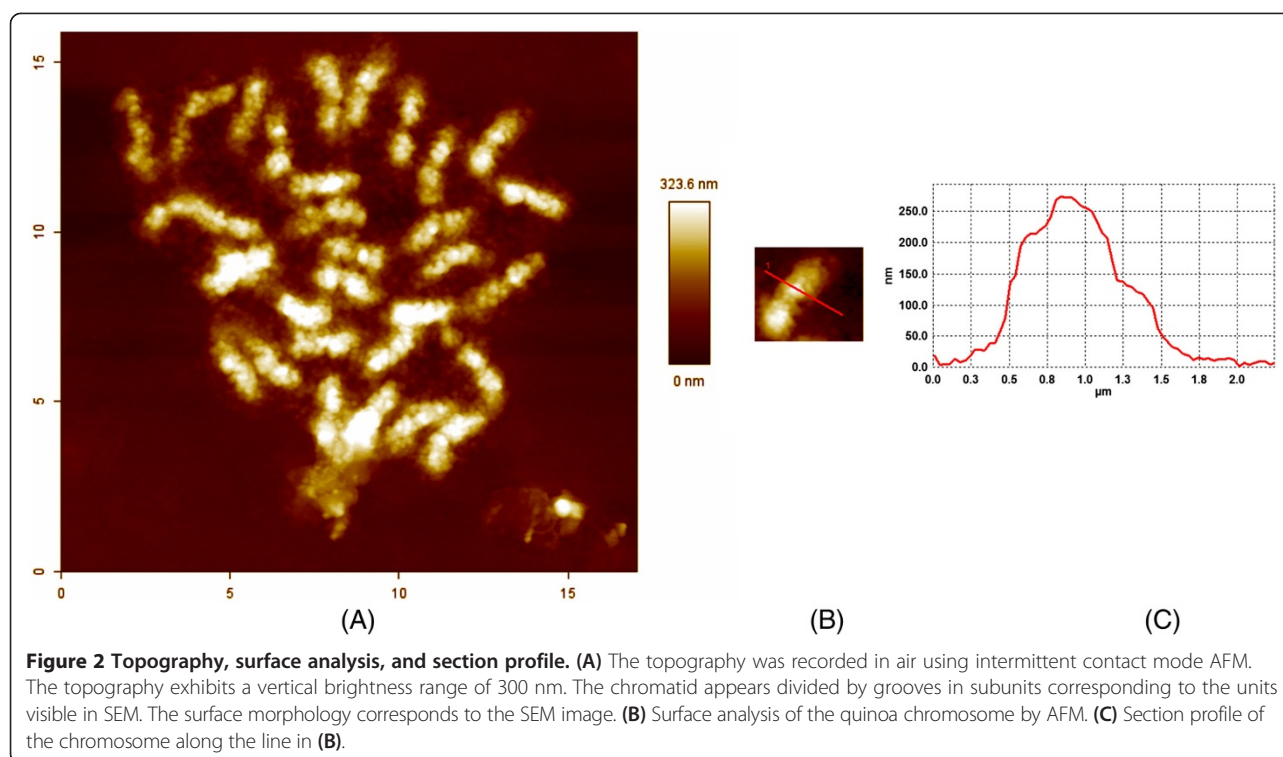 15
10
5
0
0
5
10
15
323.6 nm
0 nm
1
nm
250.0
200.0
150.0
100.0
50.0
0.0
0.0
0.3
0.5
0.8
1.0
1.3
1.5
1.8
2.0
µm
(A)
(B)
(C)
Figure 2 Topography, surface analysis, and section profile. (A) The topography was recorded in air using intermittent contact mode AFM.
The topography exhibits a vertical brightness range of 300 nm. The chromatid appears divided by grooves in subunits corresponding to the units
visible in SEM. The surface morphology corresponds to the SEM image. (B) Surface analysis of the quinoa chromosome by AFM. (C) Section profile of
the chromosome along the line in (B).